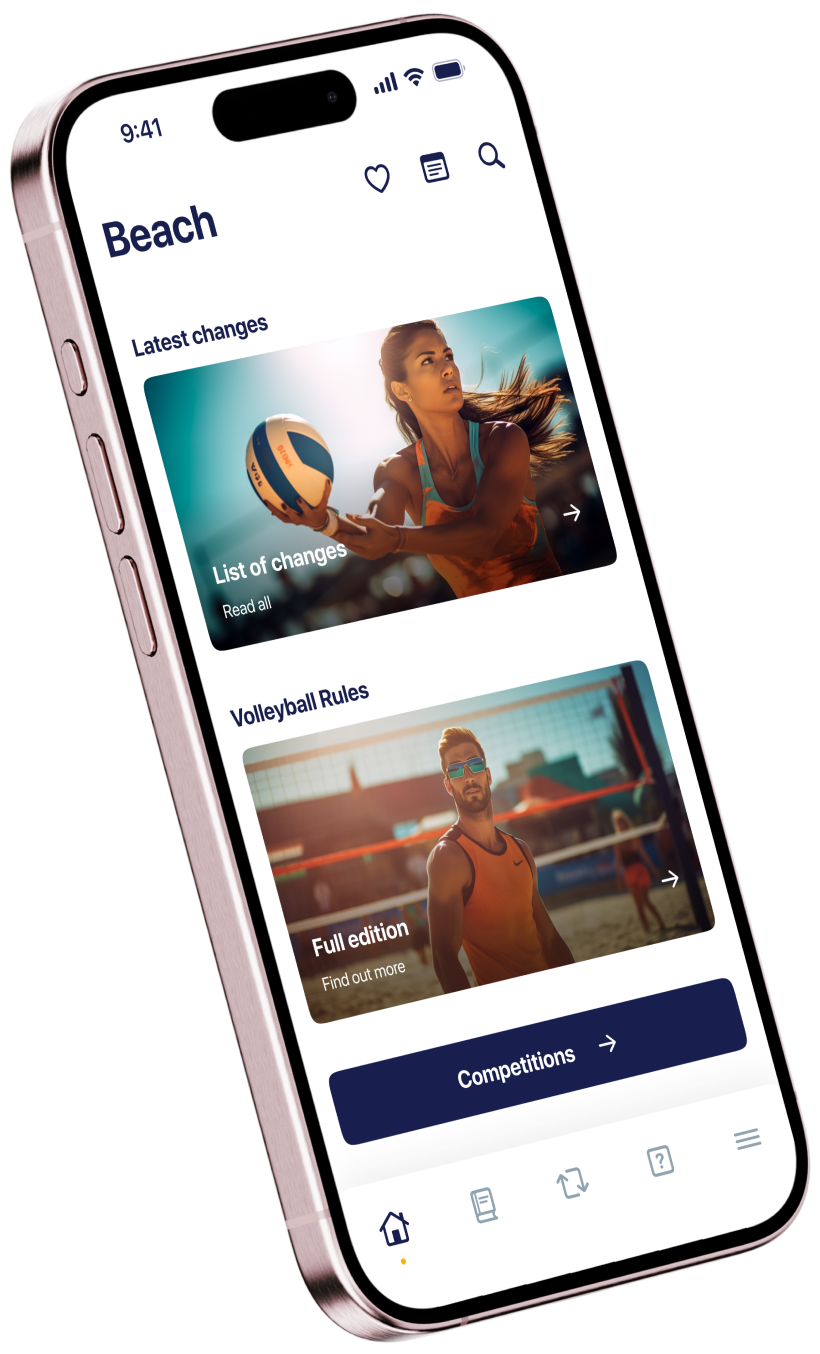 9:41
Beach
Latest changes
List of changes
Read all
Volleyball Rules
Full edition
Find out more
Competitions
?